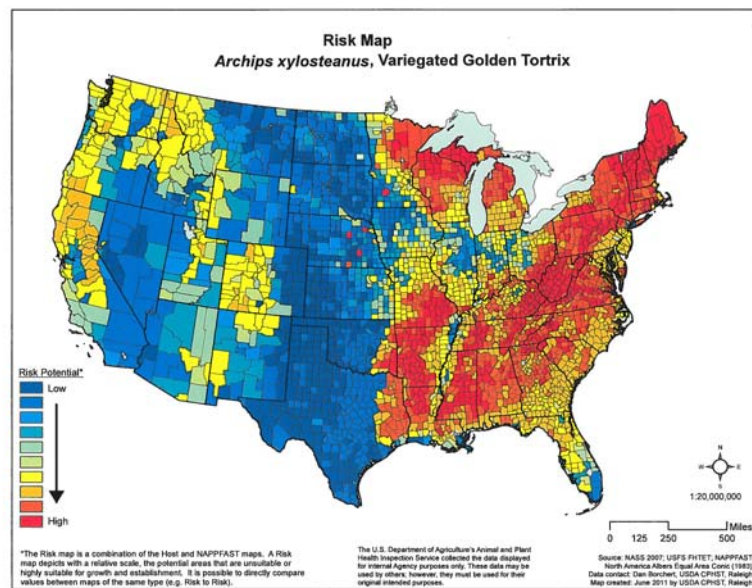 Risk Map
Archips xylosteanus, Variegated Golden Tortrix
Risk Potential*
Low
High
N
W
E
S
1:20,000,000
Miles
0 125 250 500
*The Risk map is a combination of the Host and NAPPFAST maps. A Risk
map depicts with a relative scale, the potential areas that are unsuitable or
highly suitable for growth and establishment. It is possible to directly compare
values between maps of the same type (e.g. Risk to Risk).
The U.S. Department of Agriculture's Animal and Plant
Health Inspection Service collected the data displayed
for internal Agency purposes only. These data may be
used by others; however, they must be used for their
original intended purposes.
Source: NASS 2007; USFS FHTET; NAPPFAST
North America Albers Equal Area Conic (1983
Data contact: Dan Borchert, USDA CPHST, Raleigh
Map created: June 2011 by USDA CPHST, Raleigh